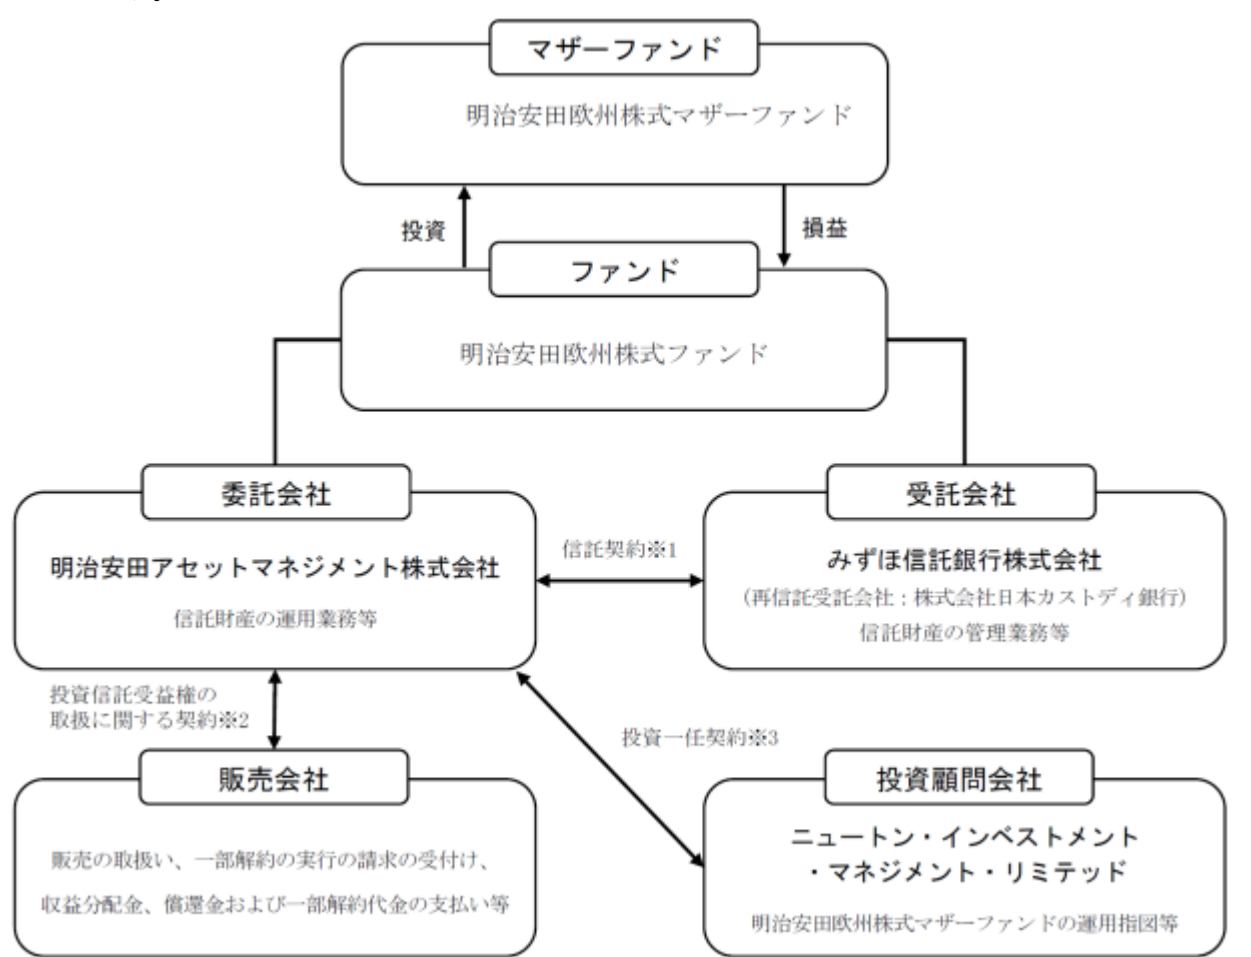 マザーファンド
明治安田欧州株式マザーファンド
投資
損益
ファンド
明治安田欧州株式ファンド
委託会社
明治安田アセットマネジメント株式会社
信託財産の運用業務等
信託契約※1
受託会社
みずほ信託銀行株式会社
(再信託受託会社:株式会社日本カストディ銀行)
信託財産の管理業務等
投資信託受益権の
取扱に関する契約※2
投資一任契約※3
販売会社
販売の取扱い、一部解約の実行の請求の受付け、
収益分配金、償還金および一部解約代金の支払い等
投資顧問会社
ニュートン・インベストメント
・マネジメント・リミテッド
明治安田欧州株式マザーファンドの運用指図等